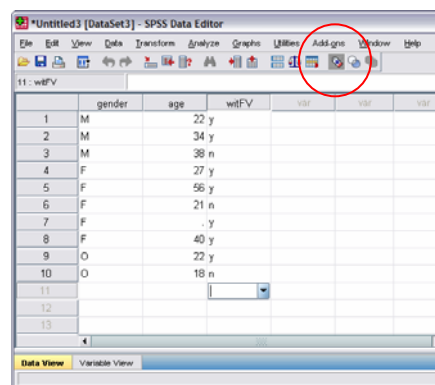 *Untitled3 [DataSet3] - SPSS Data Editor
File Edit View Data Transform Analyze Graphs Utilities Add-ons Window Help
11 : witFV
gender age witFV var var var
1 M 22 y
2 M 34 y
3 M 38 n
4 F 27 y
5 F 56 y
6 F 21 n
7 F . y
8 F 40 y
9 O 22 y
10 O 18 n
11
12
13
Data View Variable View